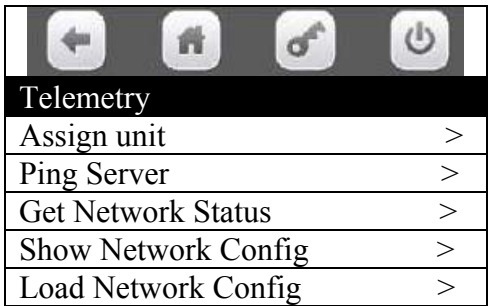 Telemetry
Assign unit >
Ping Server >
Get Network Status >
Show Network Config >
Load Network Config >